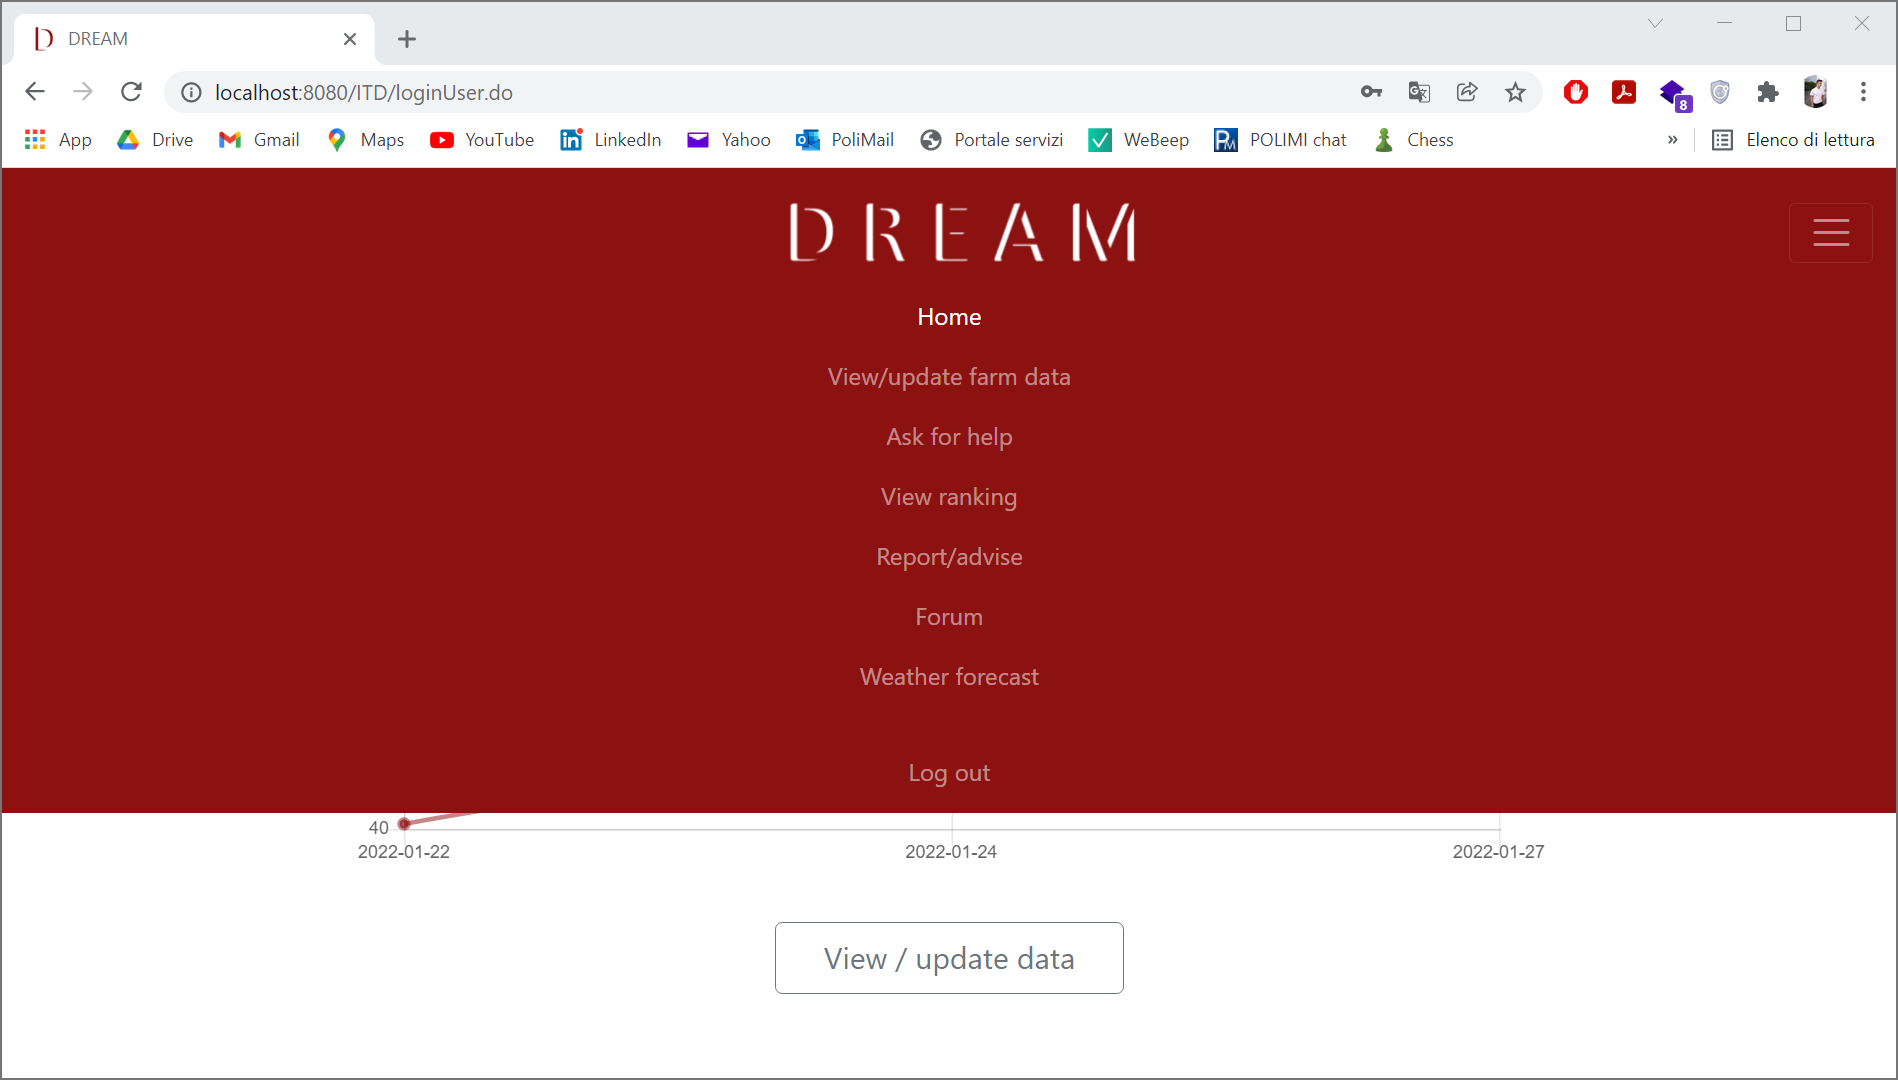 DREAM
localhost:8080/ITD/loginUser.do
8
App Drive Gmail Maps YouTube LinkedIn Yahoo PoliMail Portale servizi WeBeep POLIMI chat Chess » Elenco di lettura
DREAM
Home
View/update farm data
Ask for help
View ranking
Report/advise
Forum
Weather forecast
Log out
40
2022-01-22 2022-01-24 2022-01-27
View / update data